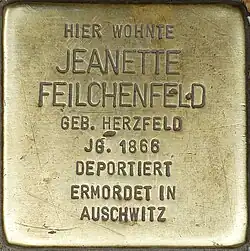 HIER WOHNTE
JEANETTE
FEILCHENFELD
GEB. HERZFELD
JG. 1866
DEPORTIERT
ERMORDET IN
AUSCHWITZ